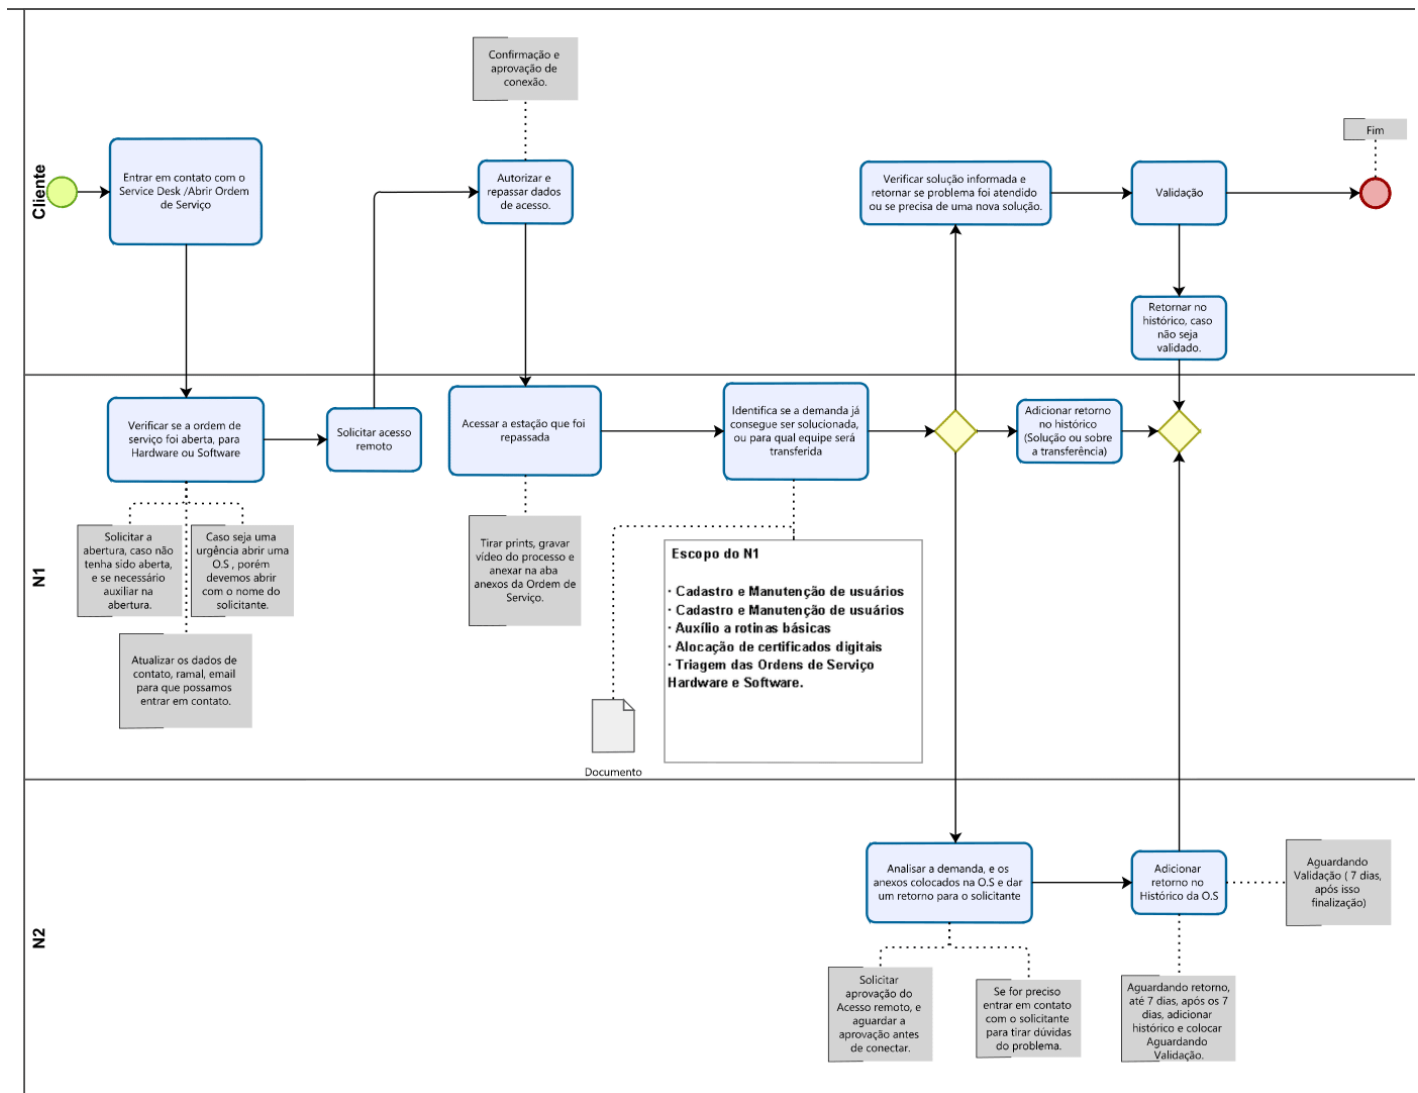 Cliente
Entrar em contato com o
Service Desk /Abrir Ordem
de Serviço
Confirmação e
aprovação de
conexão.
Autorizar e
repassar dados
de acesso.
Verificar solução informada e
retornar se problema foi atendido
ou se precisa de uma nova solução.
Validação
Fim
Retornar no
histórico, caso
não seja
validado.
N1
Verificar se a ordem de
serviço foi aberta, para
Hardware ou Software
Solicitar acesso
remoto
Acessar a estação que foi
repassada
Identifica se a demanda já
consegue ser solucionada,
ou para qual equipe será
transferida
Adicionar retorno
no histórico
(Solução ou sobre
a transferência)
Solicitar a
abertura, caso não
tenha sido aberta,
e se necessário
auxiliar na
abertura.
Caso seja uma
urgência abrir uma
O.S , porém
devemos abrir
com o nome do
solicitante.
Atualizar os dados de
contato, ramal, email
para que possamos
entrar em contato.
Tirar prints, gravar
vídeo do processo e
anexar na aba
anexos da Ordem de
Serviço.
Escopo do N1
· Cadastro e Manutenção de usuários
· Cadastro e Manutenção de usuários
· Auxílio a rotinas básicas
· Alocação de certificados digitais
· Triagem das Ordens de Serviço
Hardware e Software.
Documento
N2
Analisar a demanda, e os
anexos colocados na O.S e dar
um retorno para o solicitante
Adicionar
retorno no
Histórico da O.S
Aguardando
Validação ( 7 dias,
após isso
finalização)
Solicitar
aprovação do
Acesso remoto, e
aguardar a
aprovação antes
de conectar.
Se for preciso
entrar em contato
com o solicitante
para tirar dúvidas
do problema.
Aguardando retorno,
até 7 dias, após os 7
dias, adicionar
histórico e colocar
Aguardando
Validação.